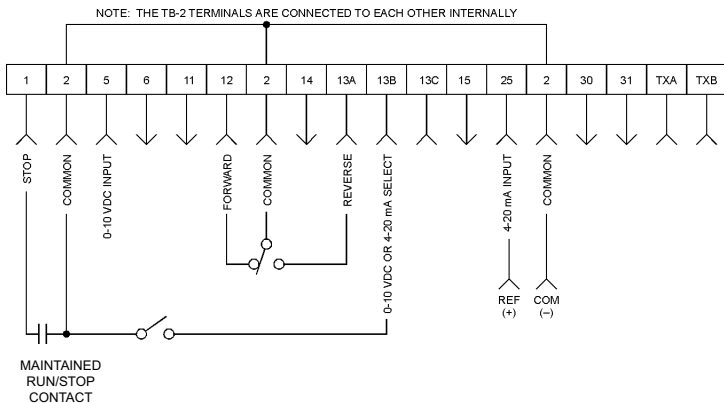 NOTE: THE TB-2 TERMINALS ARE CONNECTED TO EACH OTHER INTERNALLY
1 2 5 6 11 12 2 14 13A 13B 13C 15 25 2 30 31 TXA TXB
STOP
COMMON
0-10 VDC INPUT
FORWARD
COMMON
REVERSE
0-10 VDC OR 4-20 mA SELECT
4-20 mA INPUT
COMMON
REF
(+)
COM
(–)
MAINTAINED
RUN/STOP
CONTACT